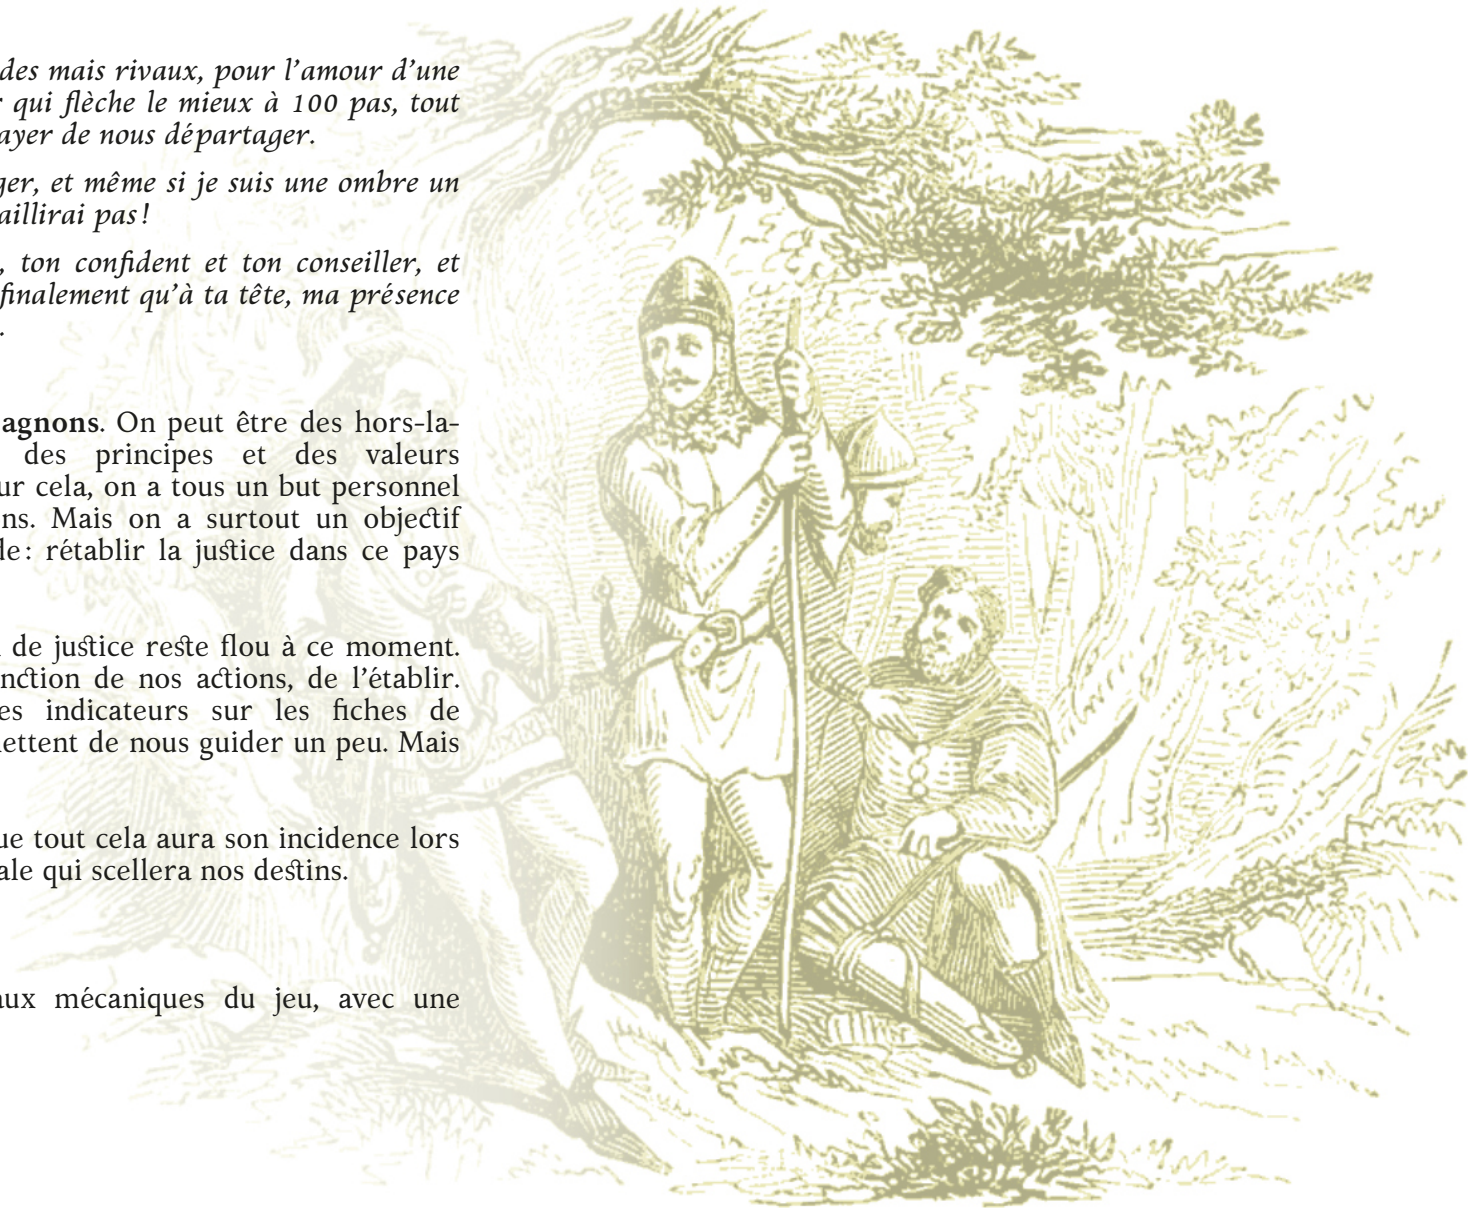 des mais rivaux, pour l’amour d’une
qui flèche le mieux à 100 pas, tout
ayer de nous départager.
ger, et même si je suis une ombre un
aillirai pas !
, ton confident et ton conseiller, et
finalement qu’à ta tête, ma présence
.
agnons. On peut être des hors-la-
des principes et des valeurs
ur cela, on a tous un but personnel
ns. Mais on a surtout un objectif
le : rétablir la justice dans ce pays
de justice reste flou à ce moment.
nction de nos actions, de l’établir.
es indicateurs sur les fiches de
ettent de nous guider un peu. Mais
ue tout cela aura son incidence lors
ale qui scellera nos destins.
aux mécaniques du jeu, avec une